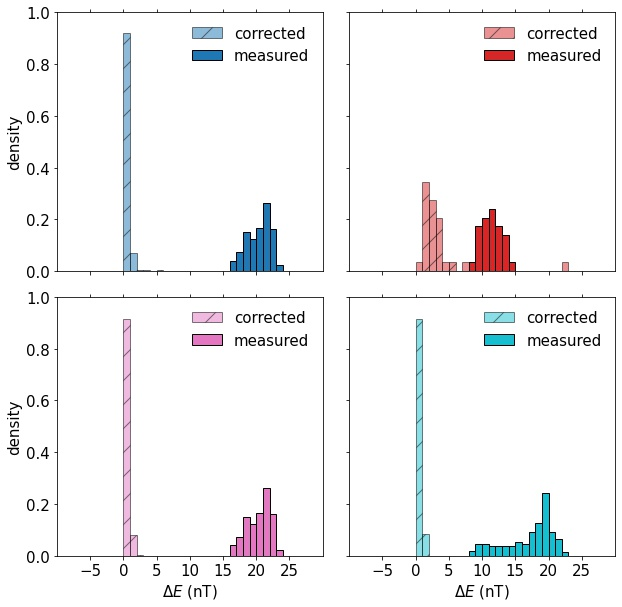 1.0
0.8
0.6
0.4
0.2
0.0
density
corrected
measured
corrected
measured
1.0
0.8
0.6
0.4
0.2
0.0
density
corrected
measured
corrected
measured
−5 0 5 10 15 20 25
ΔE (nT)
−5 0 5 10 15 20 25
ΔE (nT)